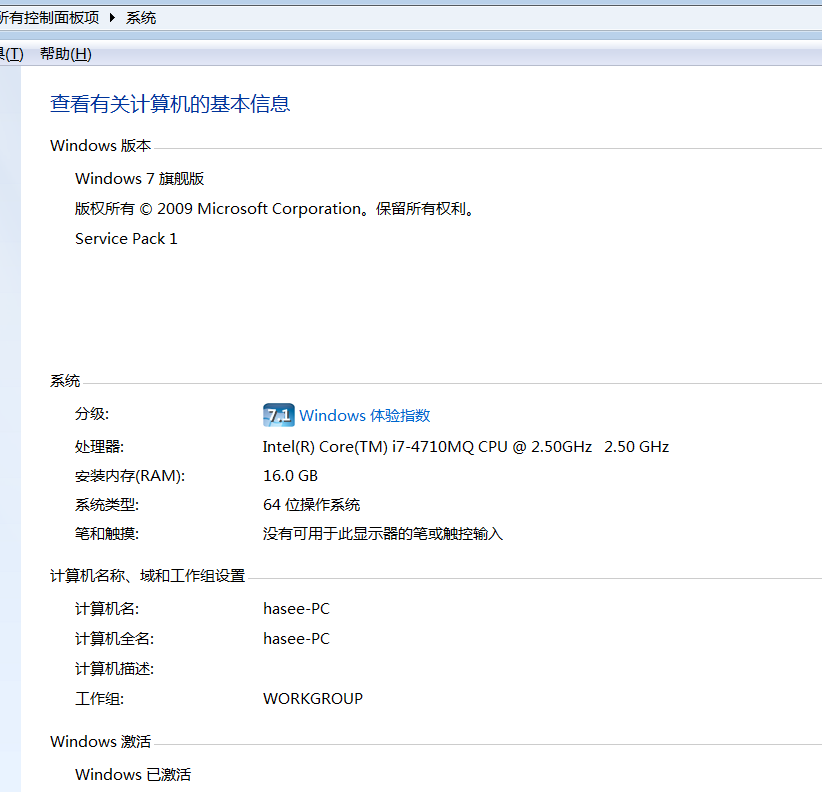 所有控制面板项 ▸ 系统
(T) 帮助(H)
查看有关计算机的基本信息
Windows 版本
Windows 7 旗舰版
版权所有 © 2009 Microsoft Corporation。保留所有权利。
Service Pack 1
系统
分级: 7.1 Windows 体验指数
处理器: Intel(R) Core(TM) i7-4710MQ CPU @ 2.50GHz 2.50 GHz
安装内存(RAM): 16.0 GB
系统类型: 64 位操作系统
笔和触摸: 没有可用于此显示器的笔或触控输入
计算机名称、域和工作组设置
计算机名: hasee-PC
计算机全名: hasee-PC
计算机描述:
工作组: WORKGROUP
Windows 激活
Windows 已激活